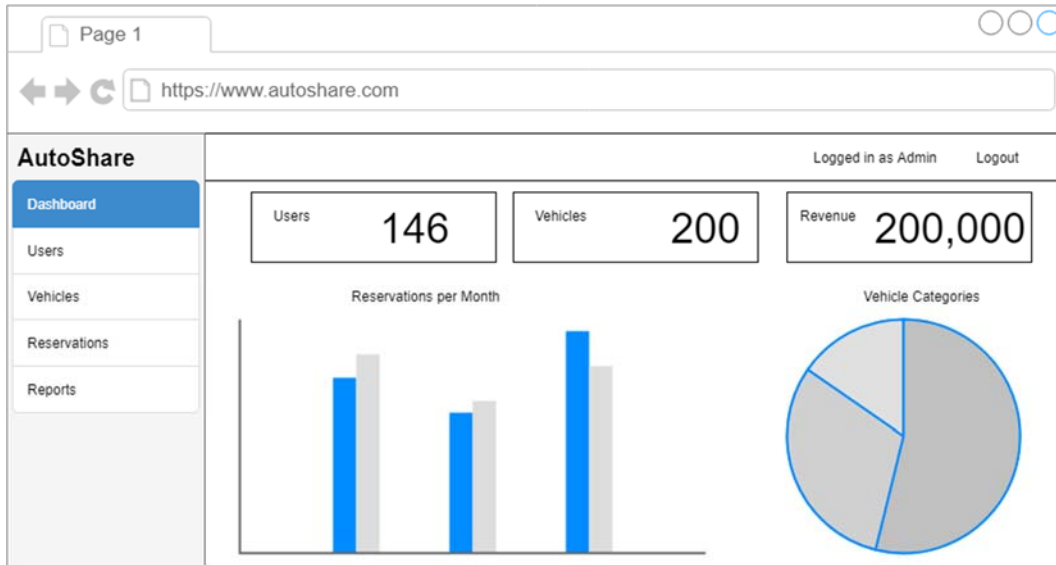 Page 1
https://www.autoshare.com
AutoShare
Logged in as Admin Logout
Dashboard
Users
Vehicles
Reservations
Reports
Users 146
Vehicles 200
Revenue 200,000
Reservations per Month
Vehicle Categories